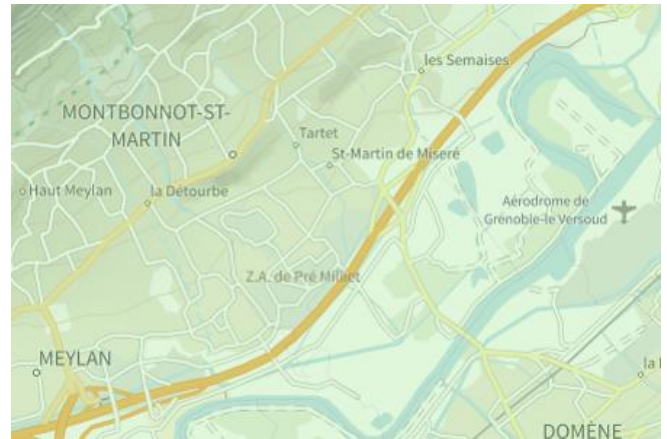 les Semaises
MONTBONNOT-ST-
MARTIN
Tartet
St-Martin de Miseré
Haut Meylan
la Détourbe
Aérodrome de
Grenoble-le Versoud
Z.A. de Pré Milliet
MEYLAN
la
DOMÈNE